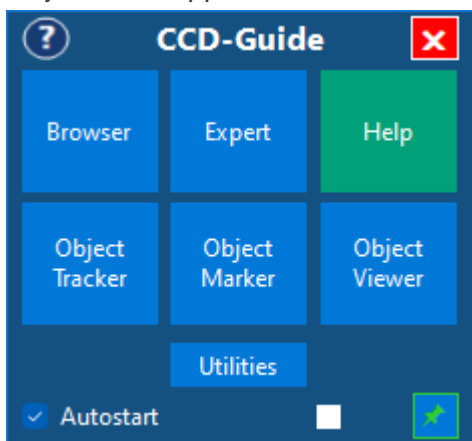 ? CCD-Guide X
Browser Expert Help
Object Object Object
Tracker Marker Viewer
Utilities
Autostart